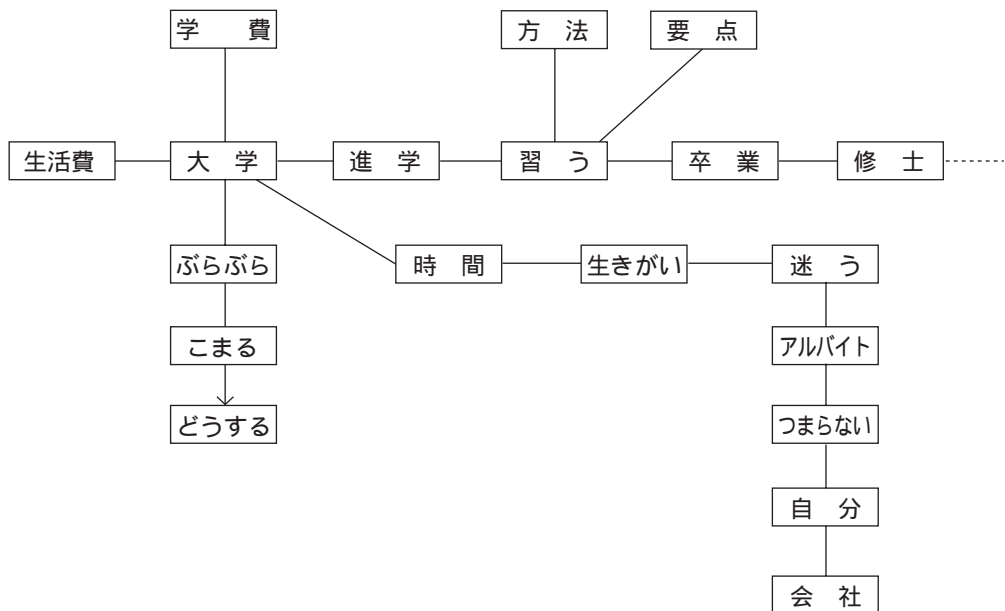 学　費
方　法
要　点
生活費
大　学
進　学
習　う
卒　業
修　士
ぶらぶら
時　間
生きがい
迷　う
こまる
アルバイト
どうする
つまらない
自　分
会　社